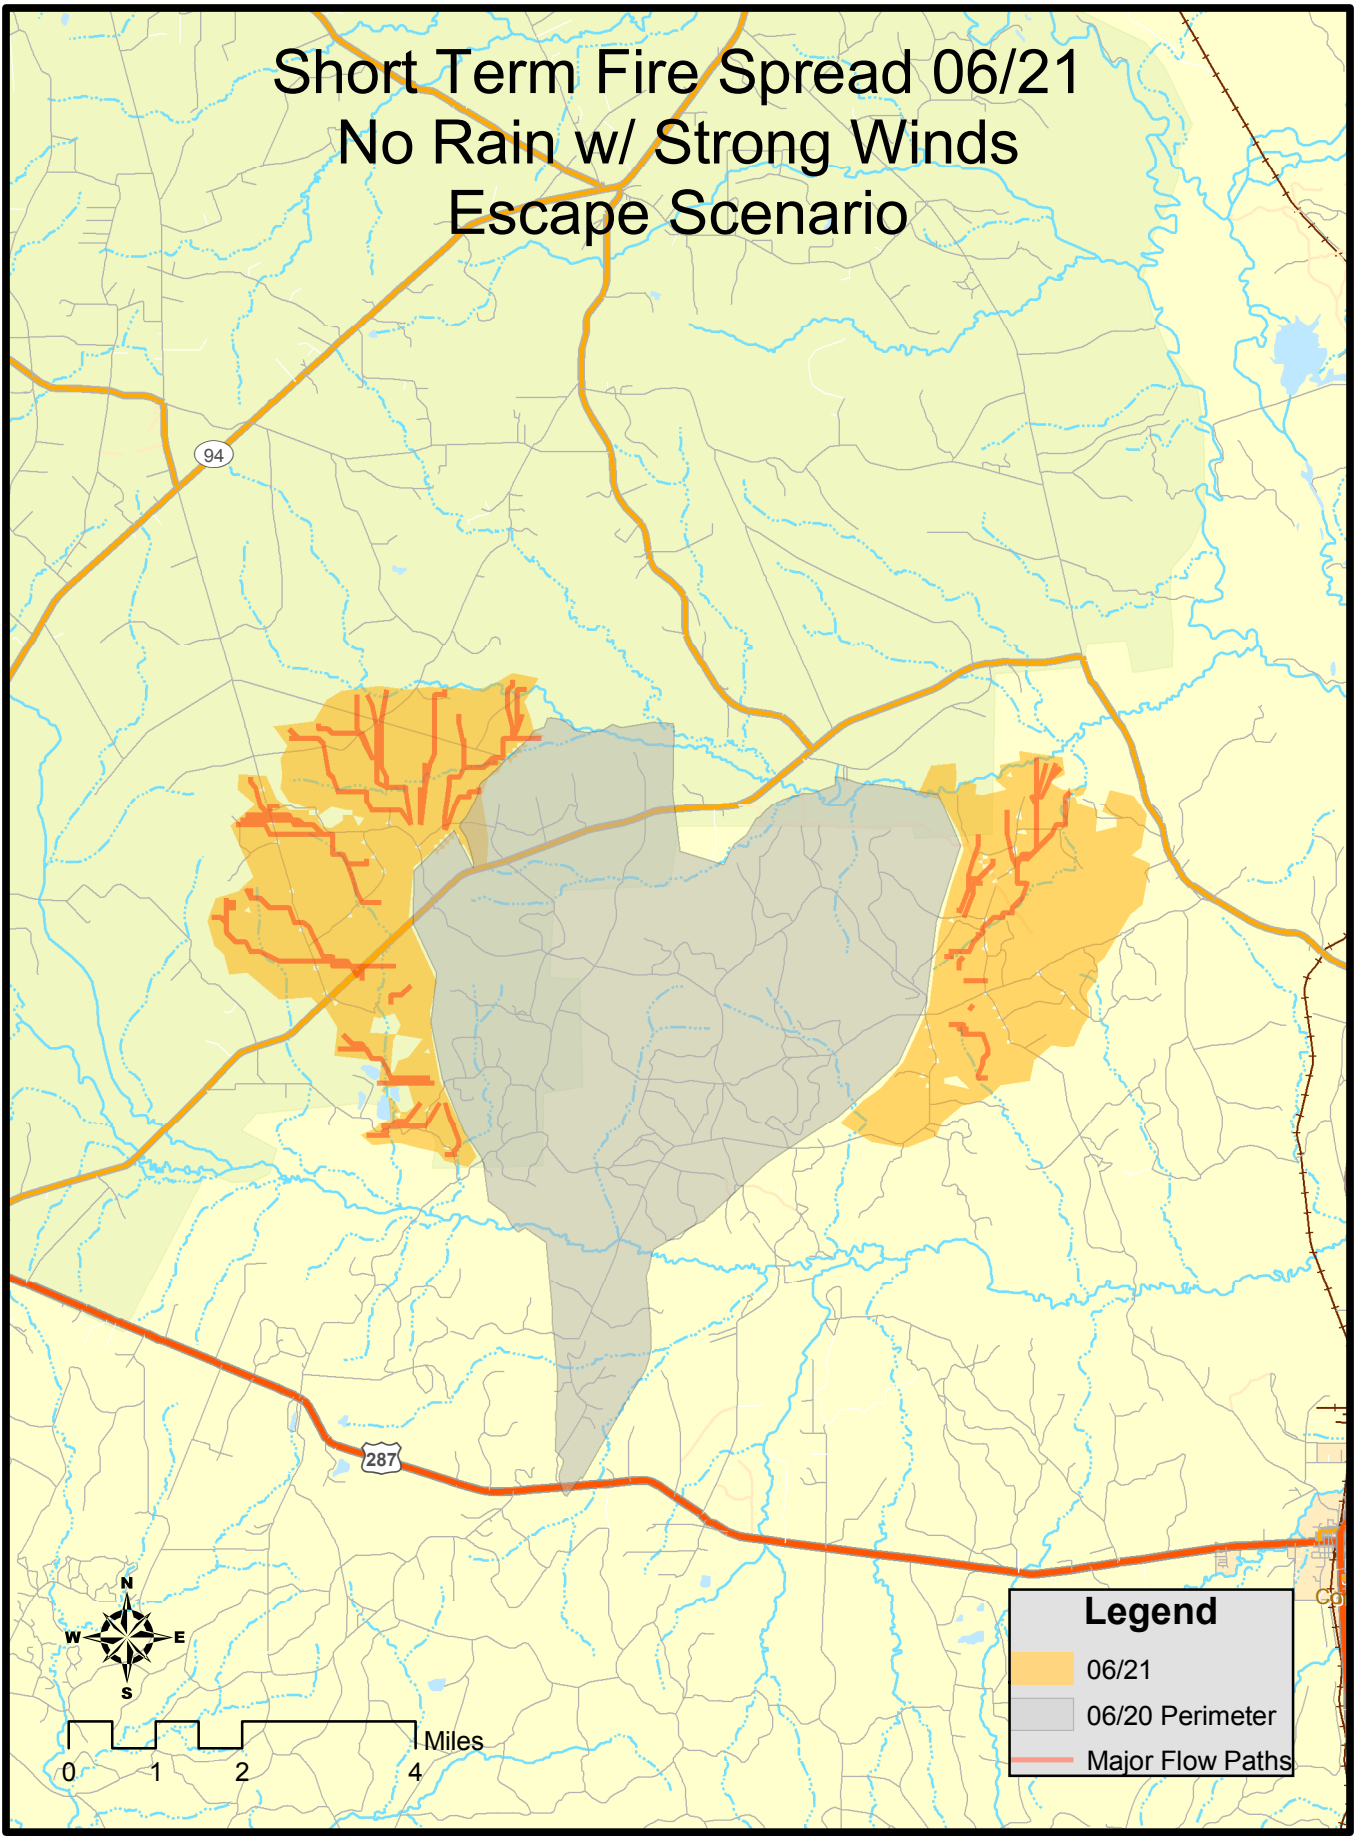 Short Term Fire Spread 06/21
No Rain w/ Strong Winds
Escape Scenario
94
287
N
W E
S
Miles
0 1 2 4
Legend
06/21
06/20 Perimeter
Major Flow Paths
Co